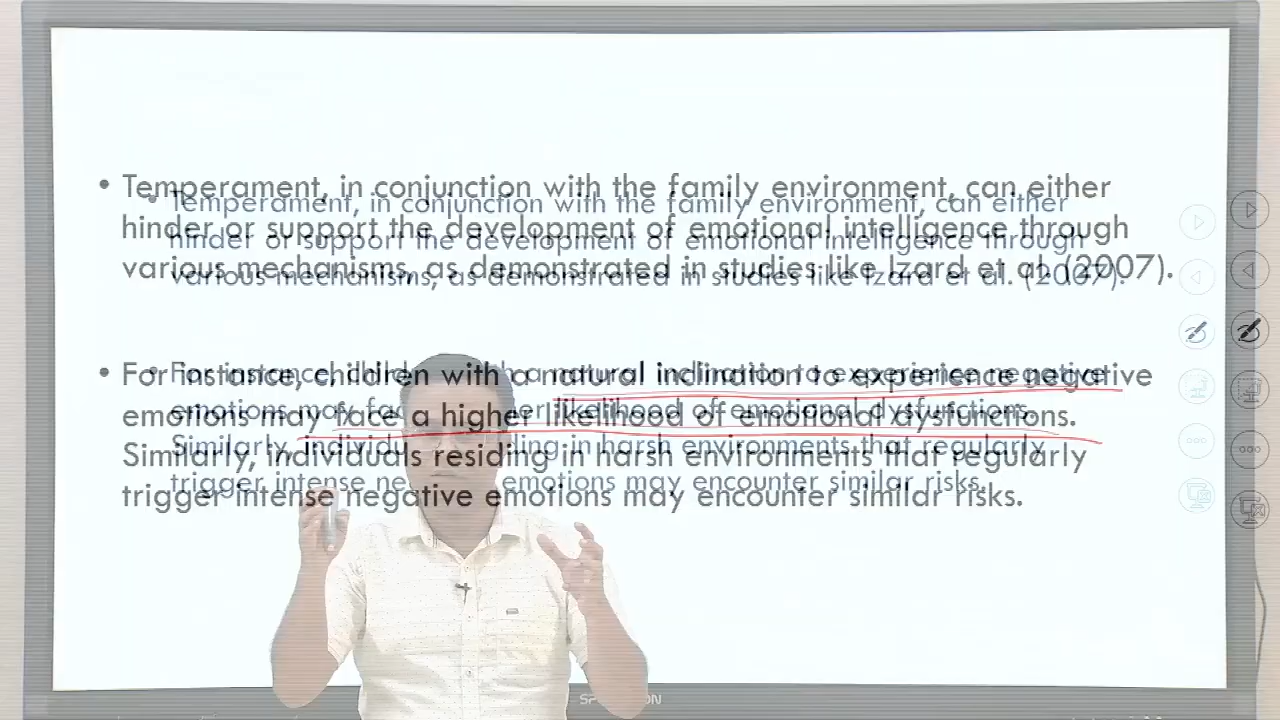 • Temperament, in conjunction with the family environment, can either
hinder or support the development of emotional intelligence through
various mechanisms, as demonstrated in studies like Izard et al. (2007).
• For instance, children with a natural inclination to experience negative
emotions may face a higher likelihood of emotional dysfunctions.
Similarly, individuals residing in harsh environments that regularly
trigger intense negative emotions may encounter similar risks.